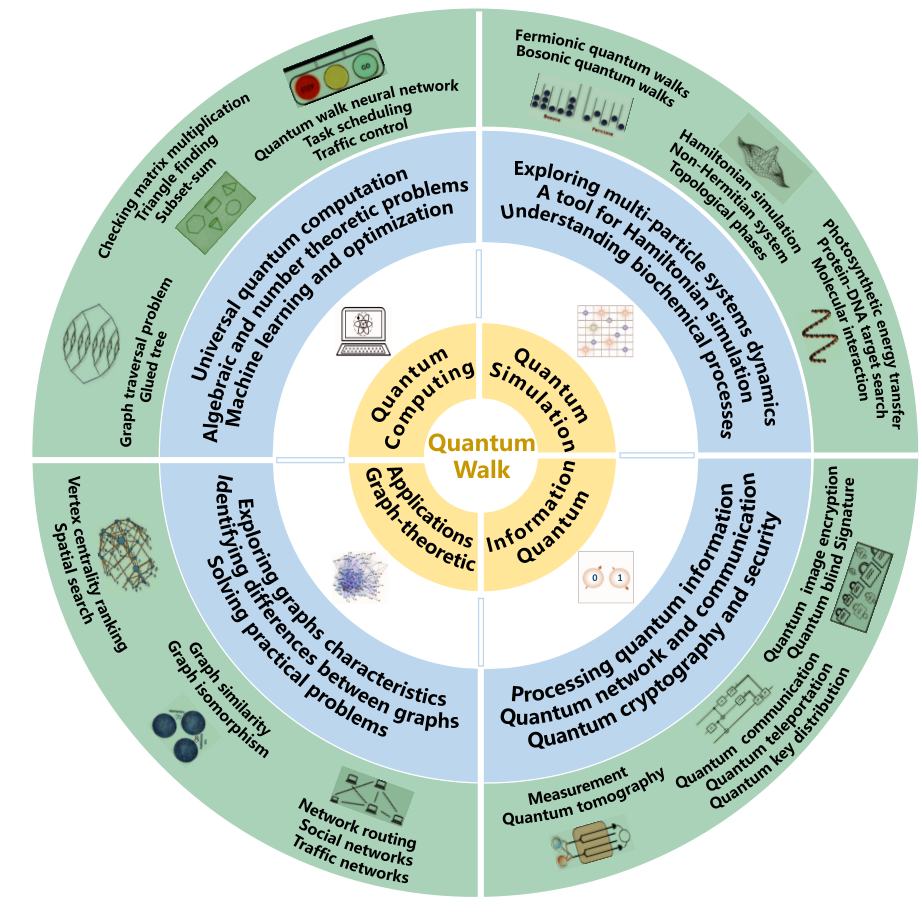 Quantum
Walk
Quantum
Computing
Quantum
Simulation
Applications
Graph-theoretic
Information
Quantum
Universal quantum computation
Algebraic and number theoretic problems
Machine learning and optimization
Exploring multi-particle systems dynamics
A tool for Hamiltonian simulation
Understanding biochemical processes
Exploring graphs characteristics
Identifying differences between graphs
Solving practical problems
Processing quantum information
Quantum network and communication
Quantum cryptography and security
STOP
GO
Quantum walk neural network
Task scheduling
Traffic control
Checking matrix multiplication
Triangle finding
Subset-sum
Graph traversal problem
Glued tree
Fermionic quantum walks
Bosonic quantum walks
Bosons
Fermions
Hamiltonian simulation
Non-Hermitian system
Topological phases
Photosynthetic energy transfer
Protein-DNA target search
Molecular interaction
Vertex centrality ranking
Spatial search
Graph similarity
Graph isomorphism
Network routing
Social networks
Traffic networks
0 1
Quantum image encryption
Quantum blind Signature
Quantum communication
Quantum teleportation
Quantum key distribution
Measurement
Quantum tomography